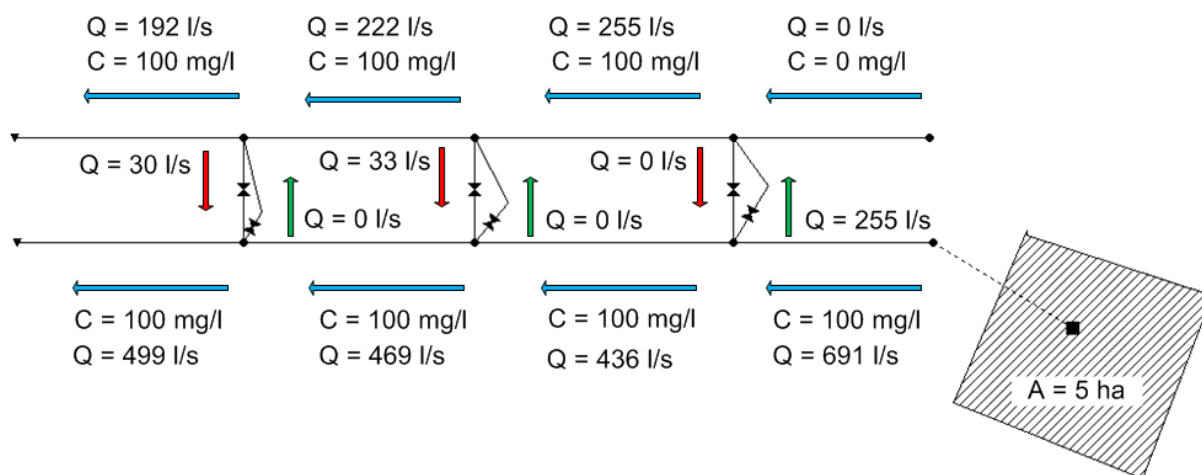 Q = 192 l/s
C = 100 mg/l
Q = 222 l/s
C = 100 mg/l
Q = 255 l/s
C = 100 mg/l
Q = 0 l/s
C = 0 mg/l
Q = 30 l/s
Q = 0 l/s
Q = 33 l/s
Q = 0 l/s
Q = 0 l/s
Q = 255 l/s
C = 100 mg/l
Q = 499 l/s
C = 100 mg/l
Q = 469 l/s
C = 100 mg/l
Q = 436 l/s
C = 100 mg/l
Q = 691 l/s
A = 5 ha